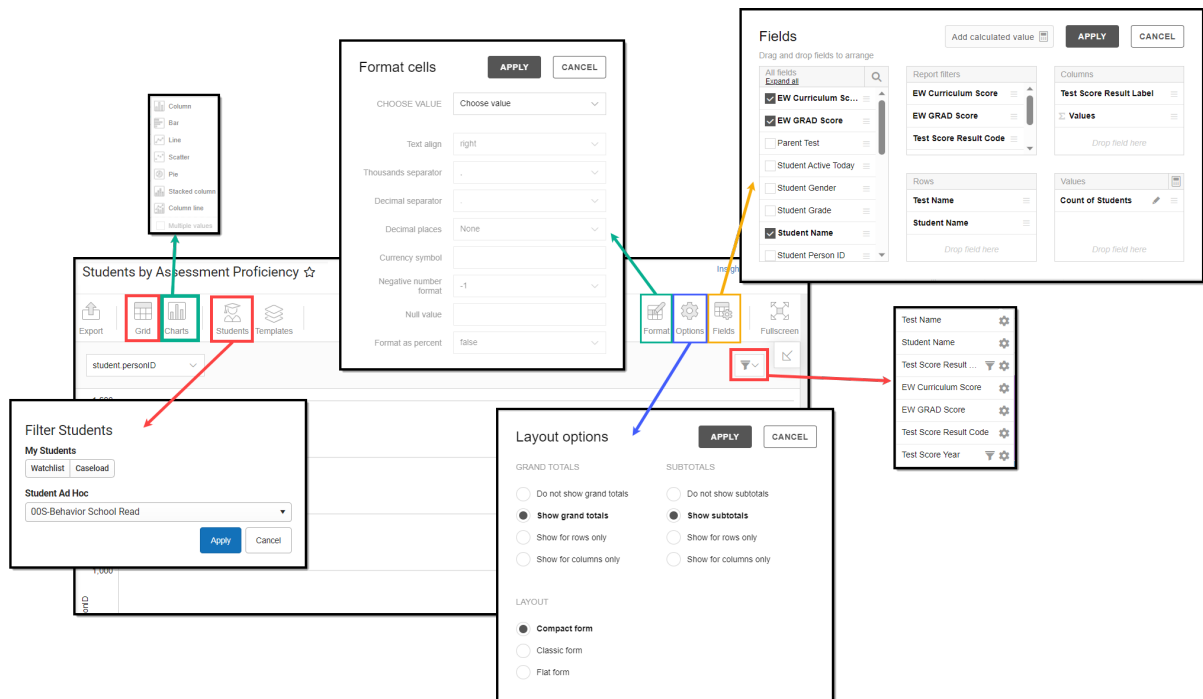 Column
Bar
Line
Scatter
Pie
Stacked column
Column line
Multiple values
Format cells
APPLY
CANCEL
CHOOSE VALUE
Choose value
Text align
right
Thousands separator
,
Decimal separator
.
Decimal places
None
Currency symbol
Negative number
format
-1
Null value
Format as percent
false
Fields
Add calculated value
APPLY
CANCEL
Drag and drop fields to arrange
All fields
Expand all
EW Curriculum Sc...
EW GRAD Score
Parent Test
Student Active Today
Student Gender
Student Grade
Student Name
Student Person ID
Report filters
EW Curriculum Score
EW GRAD Score
Test Score Result Code
Columns
Test Score Result Label
Σ Values
Drop field here
Rows
Test Name
Student Name
Drop field here
Values
Count of Students
Drop field here
Students by Assessment Proficiency
Insigh
Export
Grid
Charts
Students
Templates
Format
Options
Fields
Fullscreen
student.personID
Test Name
Student Name
Test Score Result ...
EW Curriculum Score
EW GRAD Score
Test Score Result Code
Test Score Year
Filter Students
My Students
Watchlist
Caseload
Student Ad Hoc
00S-Behavior School Read
Apply
Cancel
1,000
Layout options
APPLY
CANCEL
GRAND TOTALS
Do not show grand totals
Show grand totals
Show for rows only
Show for columns only
SUBTOTALS
Do not show subtotals
Show subtotals
Show for rows only
Show for columns only
LAYOUT
Compact form
Classic form
Flat form